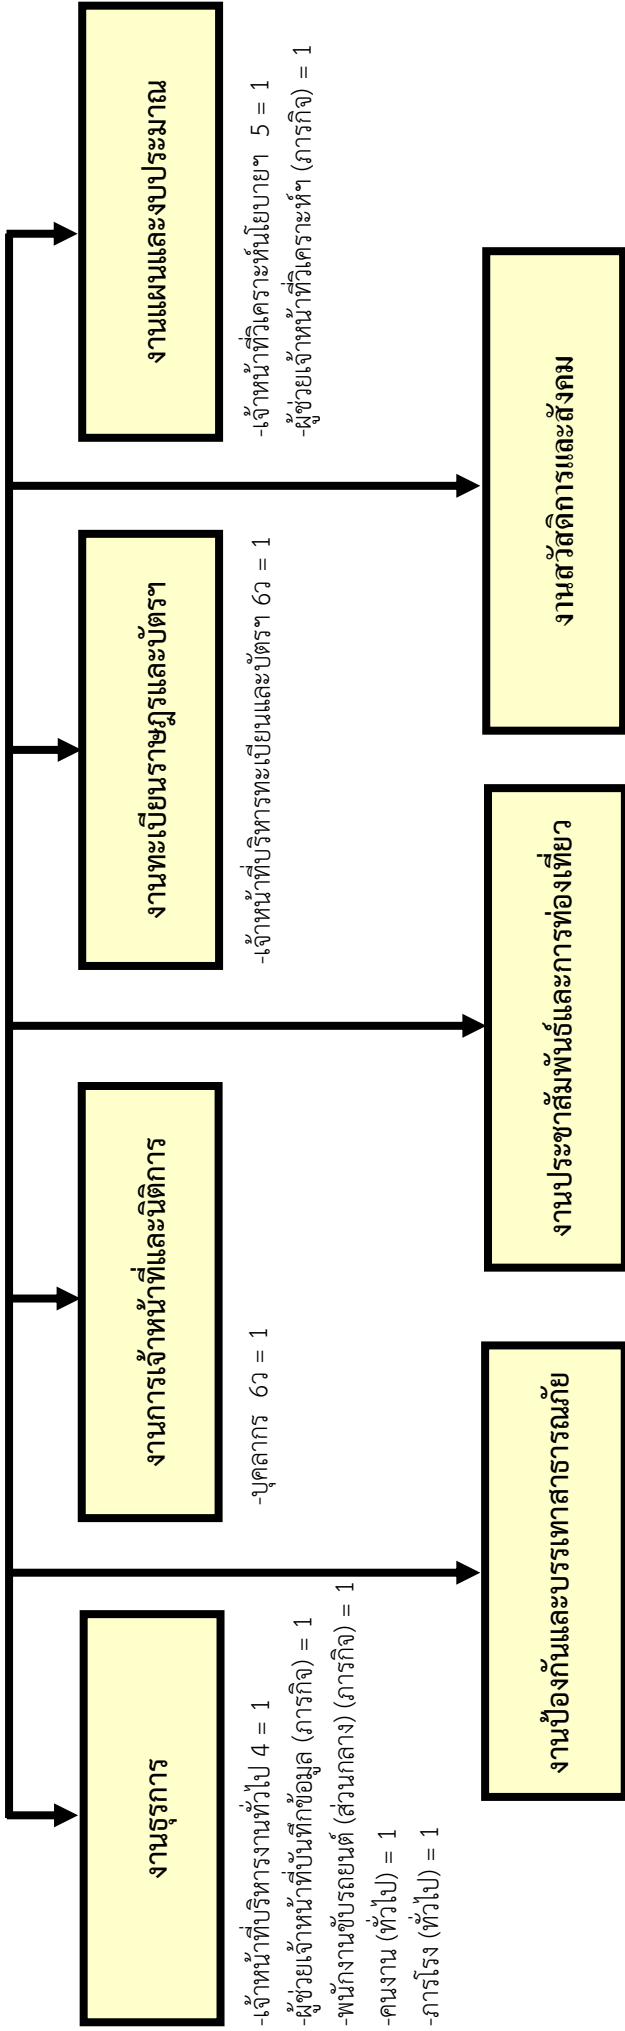 งานธุรการ
-เจ้าหน้าที่บริหารงานทั่วไป 4 = 1
-ผู้ช่วยเจ้าหน้าที่บันทึกข้อมูล (ภารกิจ) = 1
-พนักงานขับรถยนต์ (ส่วนกลาง) (ภารกิจ) = 1
-คนงาน (ทั่วไป) = 1
-ภารโรง (ทั่วไป) = 1
งานการเจ้าหน้าที่และนิติการ
-บุคลากร 6ว = 1
งานทะเบียนราษฎรและบัตรฯ
-เจ้าหน้าที่บริหารทะเบียนและบัตรฯ 6ว = 1
งานแผนและงบประมาณ
-เจ้าหน้าที่วิเคราะห์นโยบายฯ 5 = 1
-ผู้ช่วยเจ้าหน้าที่วิเคราะห์ฯ (ภารกิจ) = 1
งานป้องกันและบรรเทาสาธารณภัย
งานประชาสัมพันธ์และการท่องเที่ยว
งานสวัสดิการและสังคม